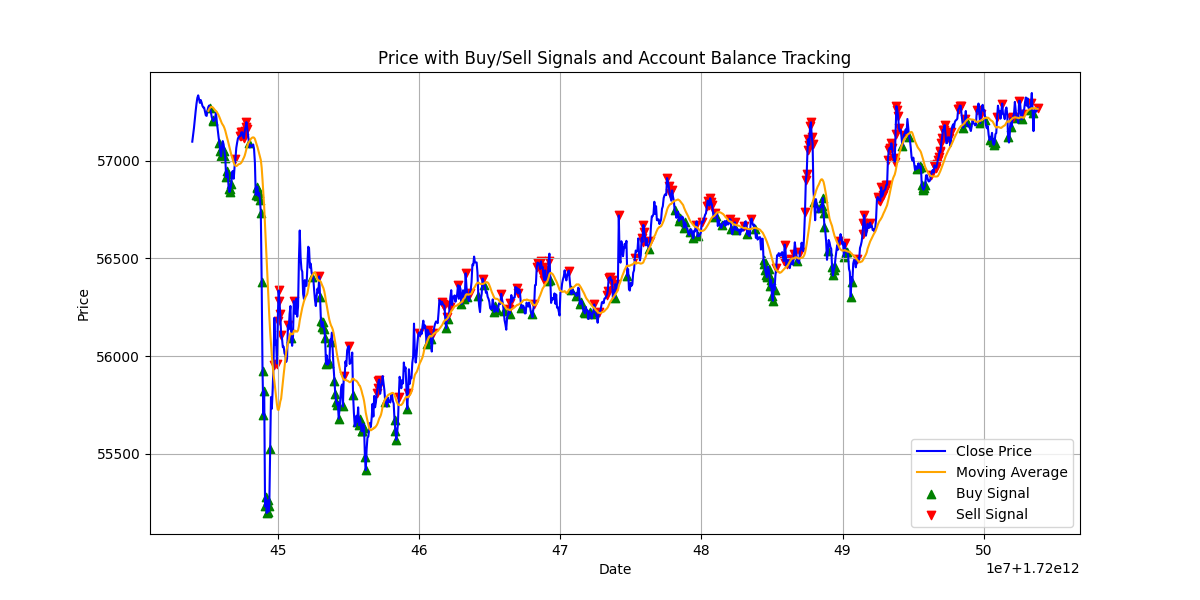 Price with Buy/Sell Signals and Account Balance Tracking
Price
57000
56500
56000
55500
Close Price
Moving Average
Buy Signal
Sell Signal
45 46 47 48 49 50
Date
1e7+1.72e12